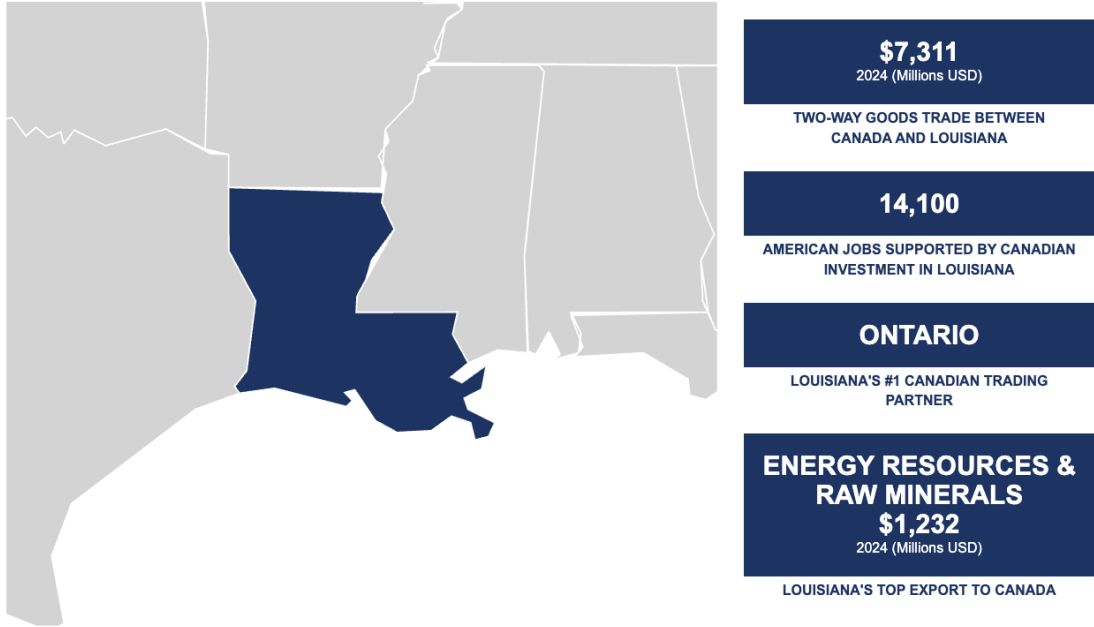 $7,311
2024 (Millions USD)
TWO-WAY GOODS TRADE BETWEEN
CANADA AND LOUISIANA
14,100
AMERICAN JOBS SUPPORTED BY CANADIAN
INVESTMENT IN LOUISIANA
ONTARIO
LOUISIANA'S #1 CANADIAN TRADING
PARTNER
ENERGY RESOURCES &
RAW MINERALS
$1,232
2024 (Millions USD)
LOUISIANA'S TOP EXPORT TO CANADA